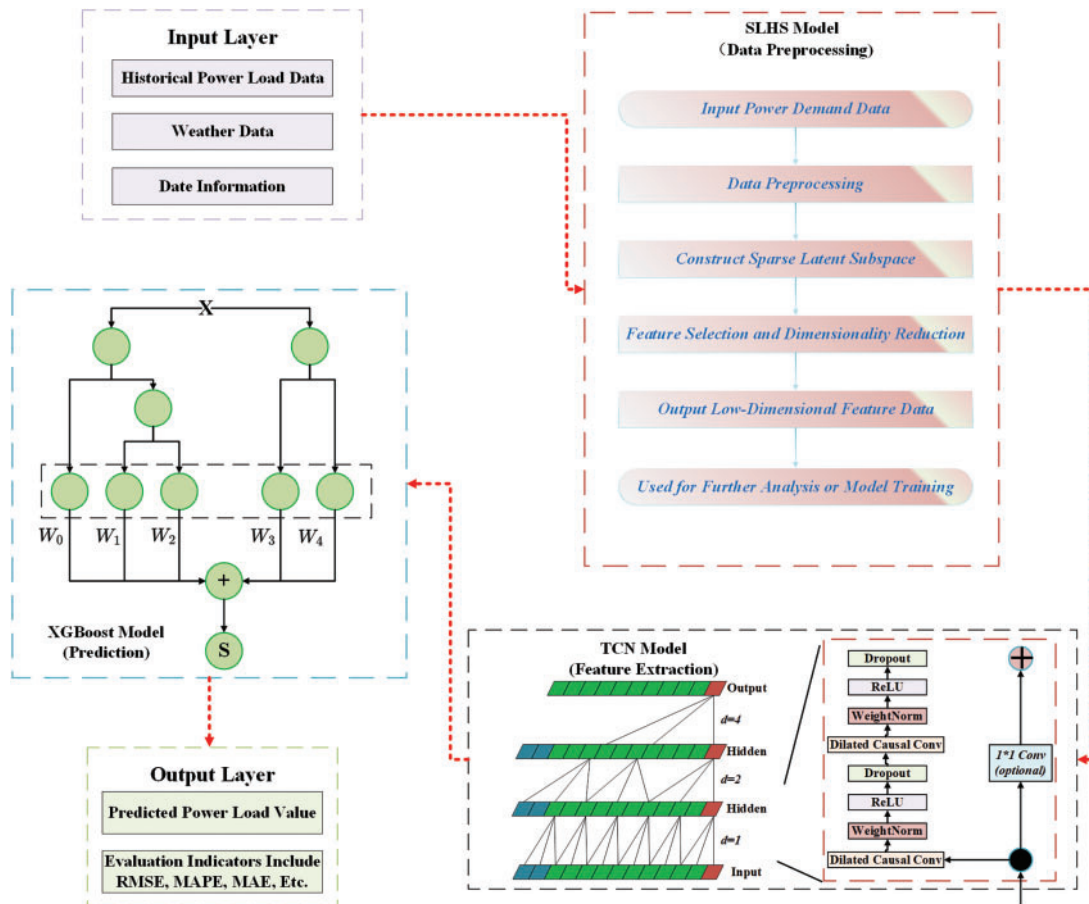 Input Layer
Historical Power Load Data
Weather Data
Date Information
SLHS Model
（Data Preprocessing)
Input Power Demand Data
Data Preprocessing
Construct Sparse Latent Subspace
Feature Selection and Dimensionality Reduction
Output Low-Dimensional Feature Data
Used for Further Analysis or Model Training
X
W₀ W₁ W₂ W₃ W₄
+
XGBoost Model
(Prediction)
S
TCN Model
(Feature Extraction)
Output
d=4
Hidden
d=2
Hidden
d=1
Input
Dropout
ReLU
WeightNorm
Dilated Causal Conv
Dropout
ReLU
WeightNorm
Dilated Causal Conv
+
1*1 Conv
(optional)
Output Layer
Predicted Power Load Value
Evaluation Indicators Include
RMSE, MAPE, MAE, Etc.